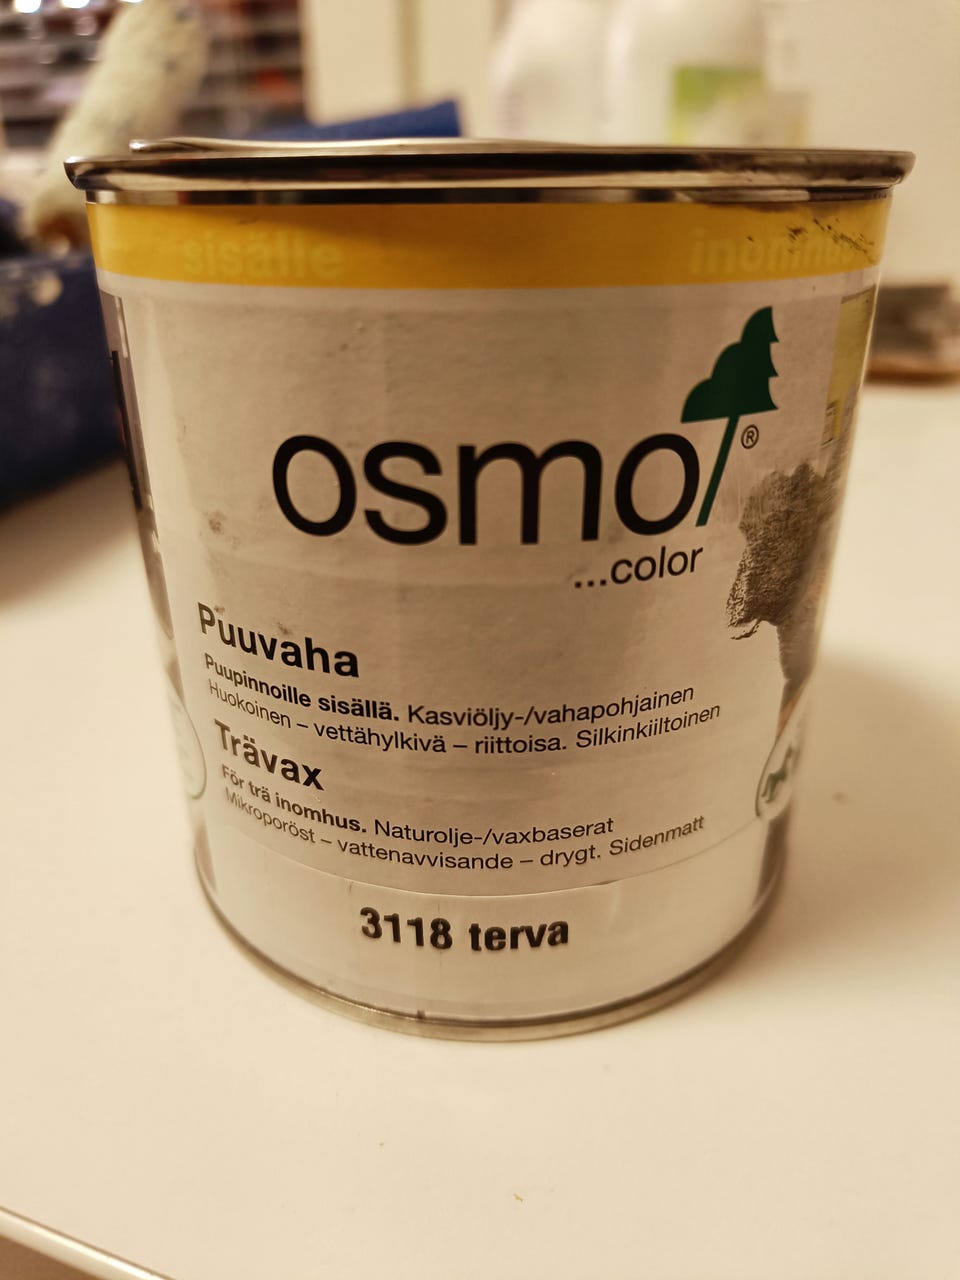 sisälle inomhus
osmo®
...color
Puuvaha
Puupinnoille sisällä. Kasviöljy-/vahapohjainen
Huokoinen – vettähylkivä – riittoisa. Silkinkiiltoinen
Trävax
För trä inomhus. Naturolje-/vaxbaserat
Mikroporöst – vattenavvisande – drygt. Sidenmatt
3118 terva